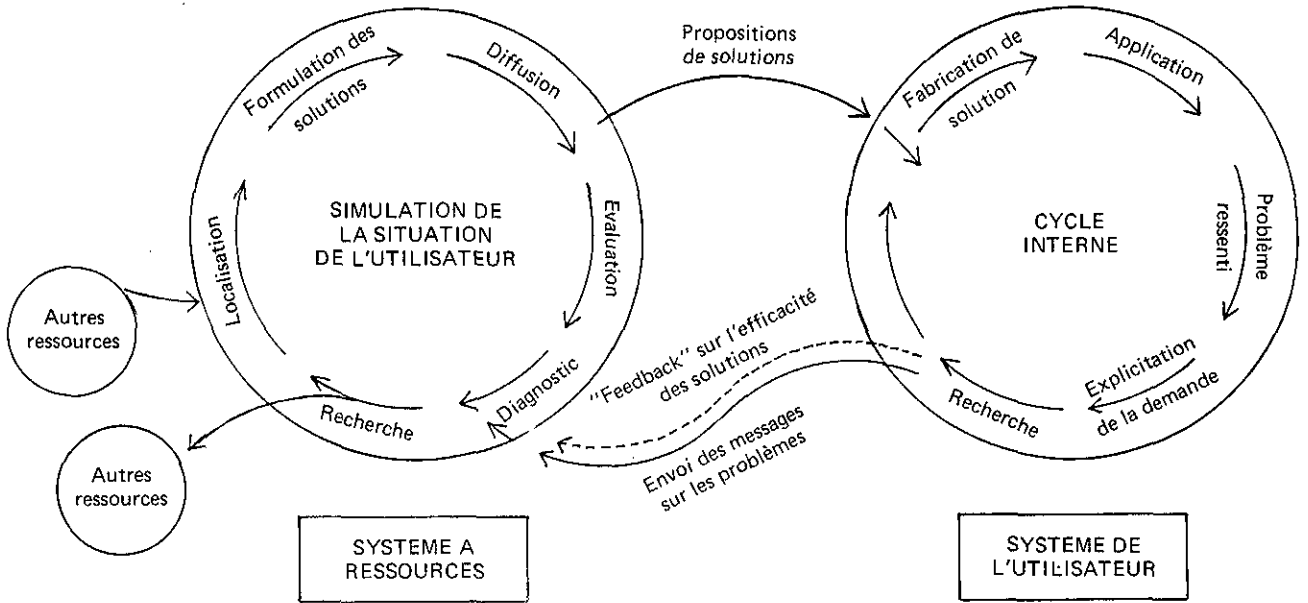 Formulation des
solutions
Diffusion
Evaluation
Diagnostic
Recherche
Localisation
SIMULATION DE
LA SITUATION
DE L'UTILISATEUR
Autres
ressources
Autres
ressources
SYSTEME A
RESSOURCES
Propositions
de solutions
"Feedback" sur l'efficacité
des solutions
Envoi des messages
sur les problèmes
Fabrication de
solution
Application
Problème
ressenti
Explicitation
de la demande
Recherche
CYCLE
INTERNE
SYSTEME DE
L'UTILISATEUR